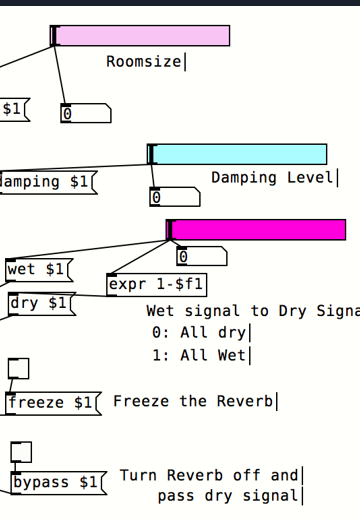 Roomsize
$1
0
damping $1
Damping Level
0
wet $1
0
expr 1-$f1
dry $1
Wet signal to Dry Signa
0: All dry
1: All Wet
freeze $1
Freeze the Reverb
bypass $1
Turn Reverb off and
pass dry signal